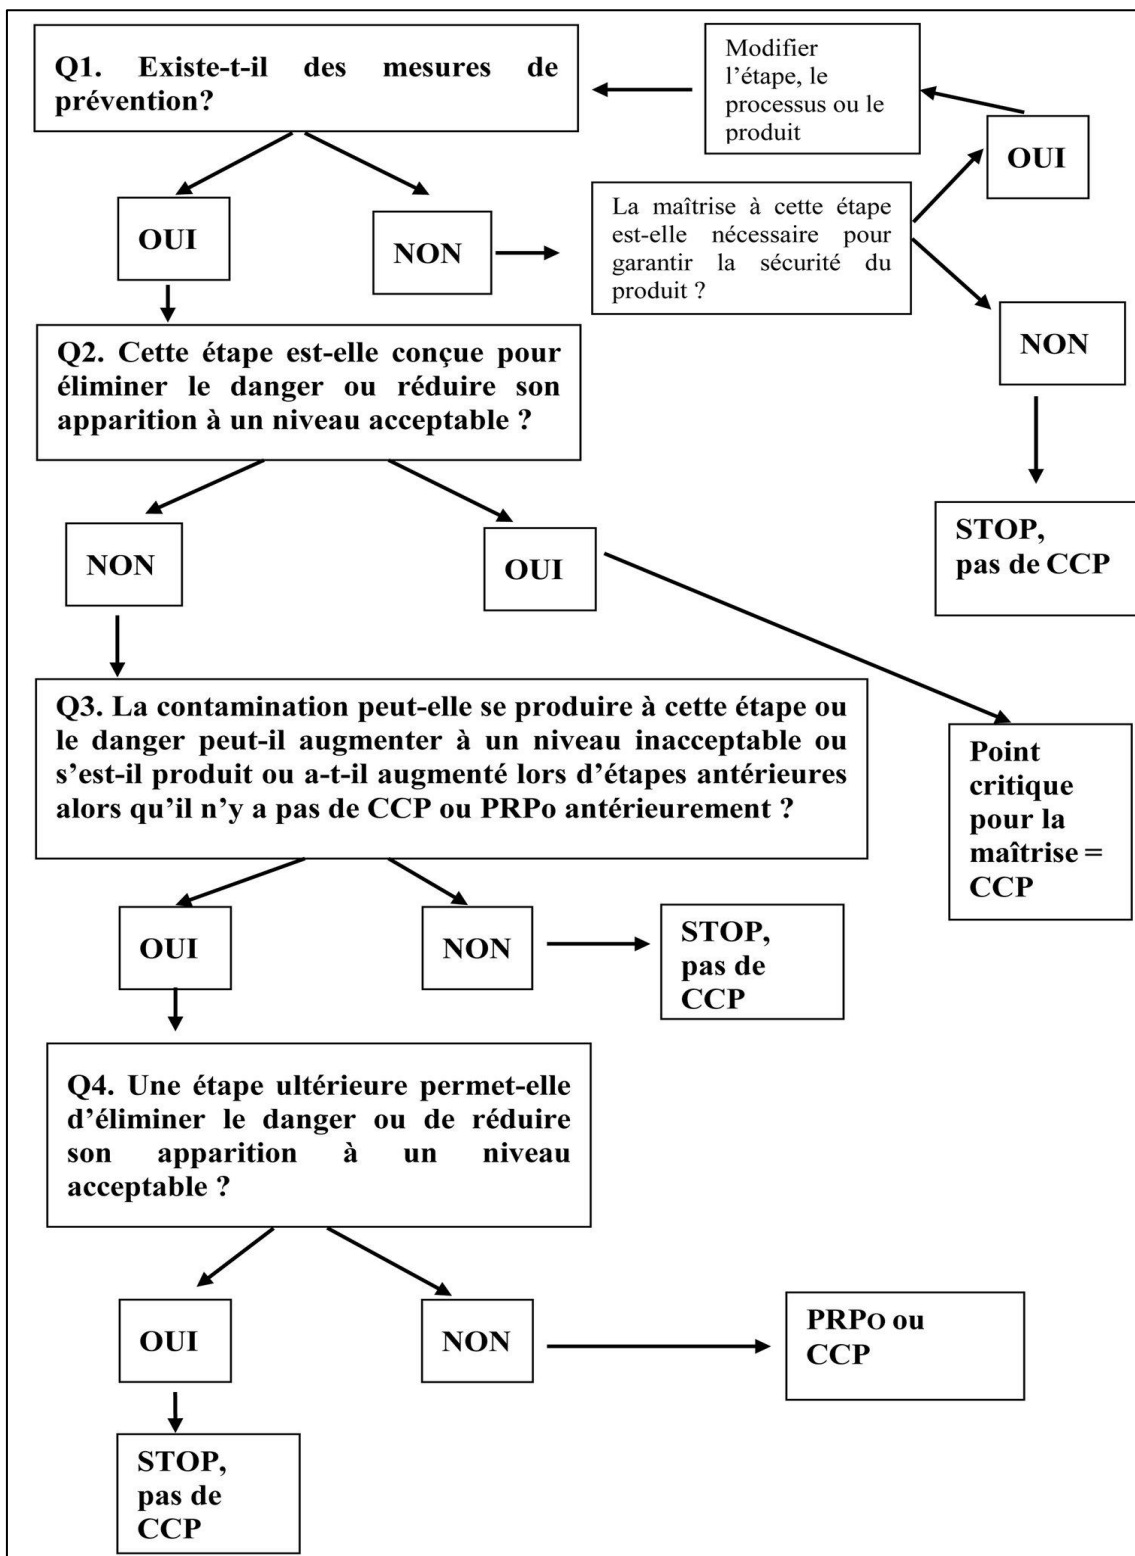 Q1. Existe-t-il des mesures de
prévention?
Modifier
l'étape, le
processus ou le
produit
OUI
OUI
NON
La maîtrise à cette étape
est-elle nécessaire pour
garantir la sécurité du
produit ?
NON
Q2. Cette étape est-elle conçue pour
éliminer le danger ou réduire son
apparition à un niveau acceptable ?
STOP,
pas de CCP
NON
OUI
Q3. La contamination peut-elle se produire à cette étape ou
le danger peut-il augmenter à un niveau inacceptable ou
s'est-il produit ou a-t-il augmenté lors d'étapes antérieures
alors qu'il n'y a pas de CCP ou PRPo antérieurement ?
Point
critique
pour la
maîtrise =
CCP
OUI
NON
STOP,
pas de
CCP
Q4. Une étape ultérieure permet-elle
d'éliminer le danger ou de réduire
son apparition à un niveau
acceptable ?
OUI
NON
PRPO ou
CCP
STOP,
pas de
CCP